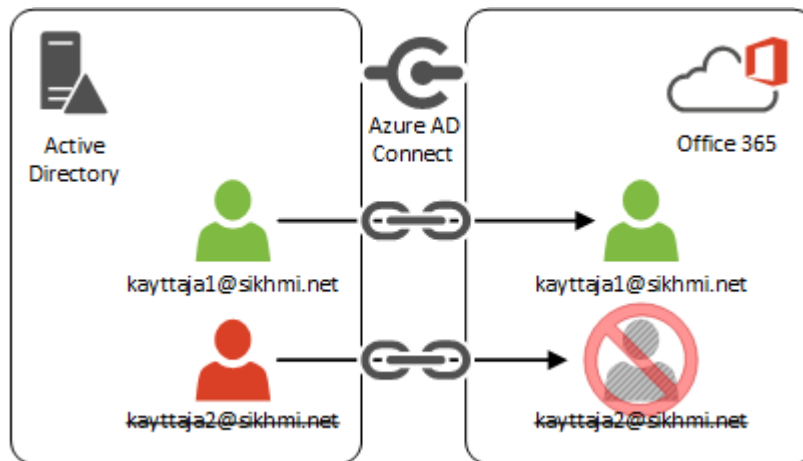 Active
Directory
Azure AD
Connect
Office 365
kayttaja1@sikhmi.net
kayttaja1@sikhmi.net
kayttaja2@sikhmi.net
kayttaja2@sikhmi.net